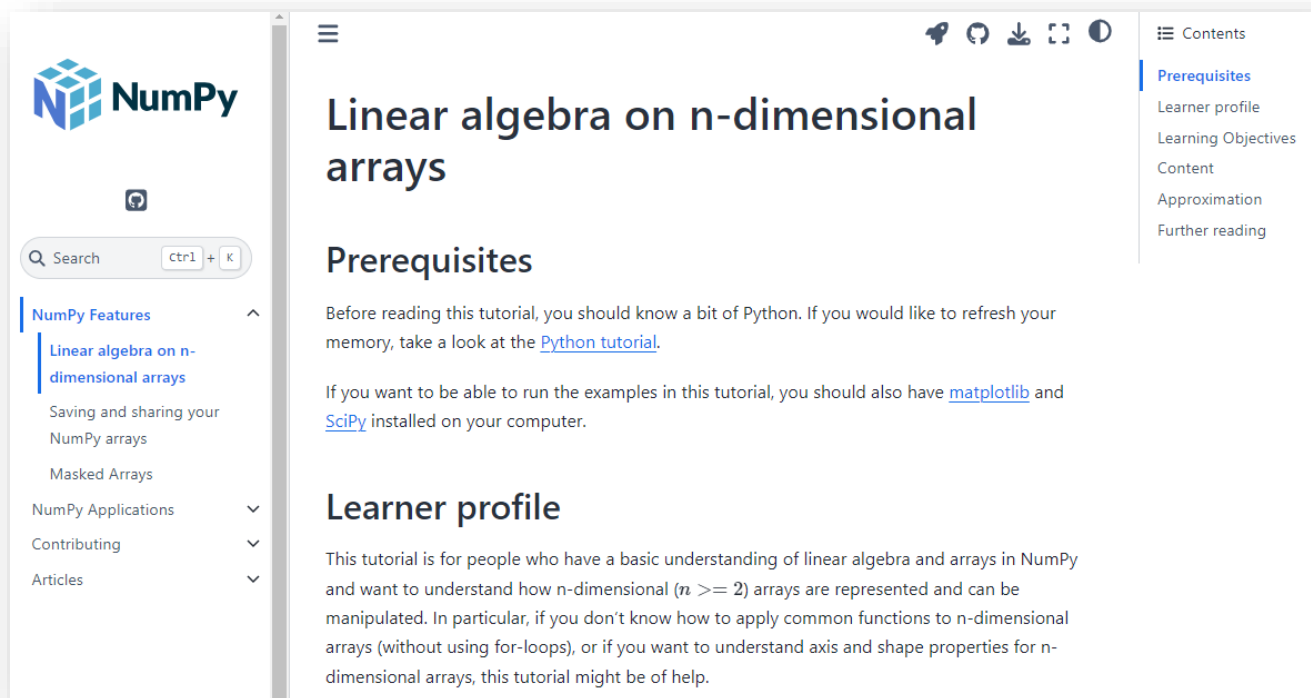 NumPy
Search Ctrl + K
NumPy Features
Linear algebra on n-
dimensional arrays
Saving and sharing your
NumPy arrays
Masked Arrays
NumPy Applications
Contributing
Articles
Linear algebra on n-dimensional
arrays
Prerequisites
Before reading this tutorial, you should know a bit of Python. If you would like to refresh your
memory, take a look at the Python tutorial.
If you want to be able to run the examples in this tutorial, you should also have matplotlib and
SciPy installed on your computer.
Learner profile
This tutorial is for people who have a basic understanding of linear algebra and arrays in NumPy
and want to understand how n-dimensional (n >= 2) arrays are represented and can be
manipulated. In particular, if you don’t know how to apply common functions to n-dimensional
arrays (without using for-loops), or if you want to understand axis and shape properties for n-
dimensional arrays, this tutorial might be of help.
Contents
Prerequisites
Learner profile
Learning Objectives
Content
Approximation
Further reading